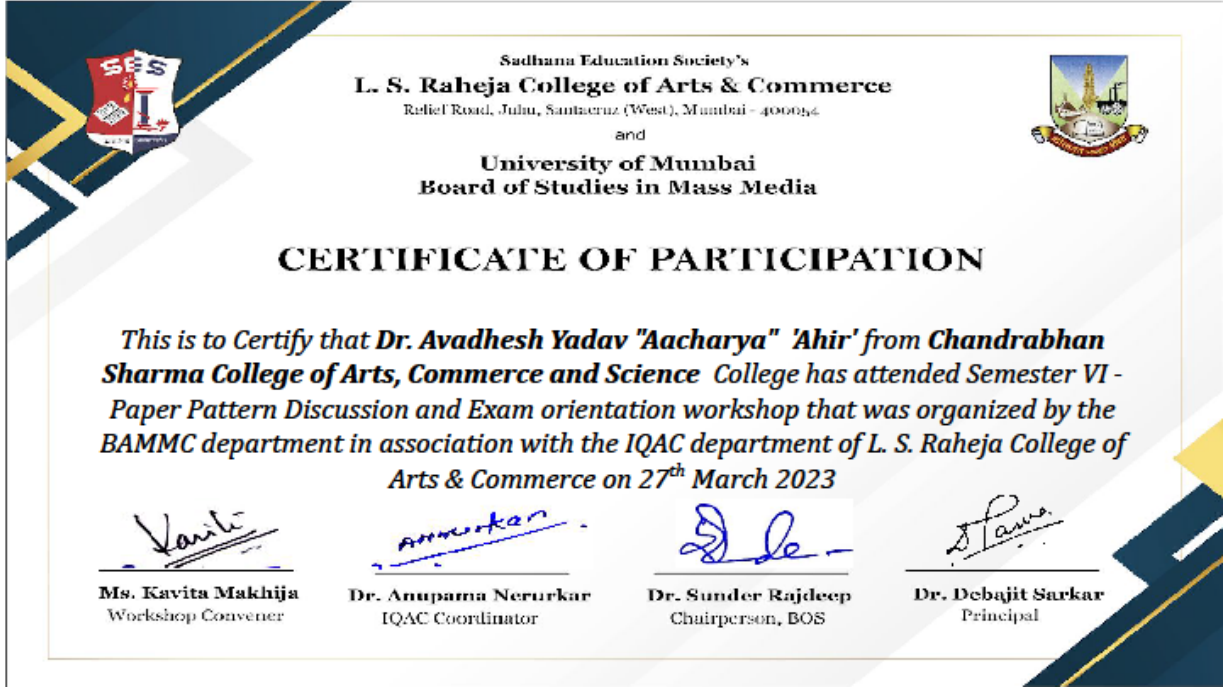 SES
Sadhana Education Society's
L. S. Raheja College of Arts & Commerce
Relief Road, Juhu, Santacruz (West), Mumbai - 400054
and
University of Mumbai
Board of Studies in Mass Media
CERTIFICATE OF PARTICIPATION
This is to Certify that Dr. Avadhesh Yadav "Aacharya" 'Ahir' from Chandrabhan
Sharma College of Arts, Commerce and Science College has attended Semester VI -
Paper Pattern Discussion and Exam orientation workshop that was organized by the
BAMMC department in association with the IQAC department of L. S. Raheja College of
Arts & Commerce on 27th March 2023
Kavita
Ms. Kavita Makhija
Workshop Convener
Dr. Anupama Nerurkar
IQAC Coordinator
Dr. Sunder Rajdeep
Chairperson, BOS
Dr. Debajit Sarkar
Principal